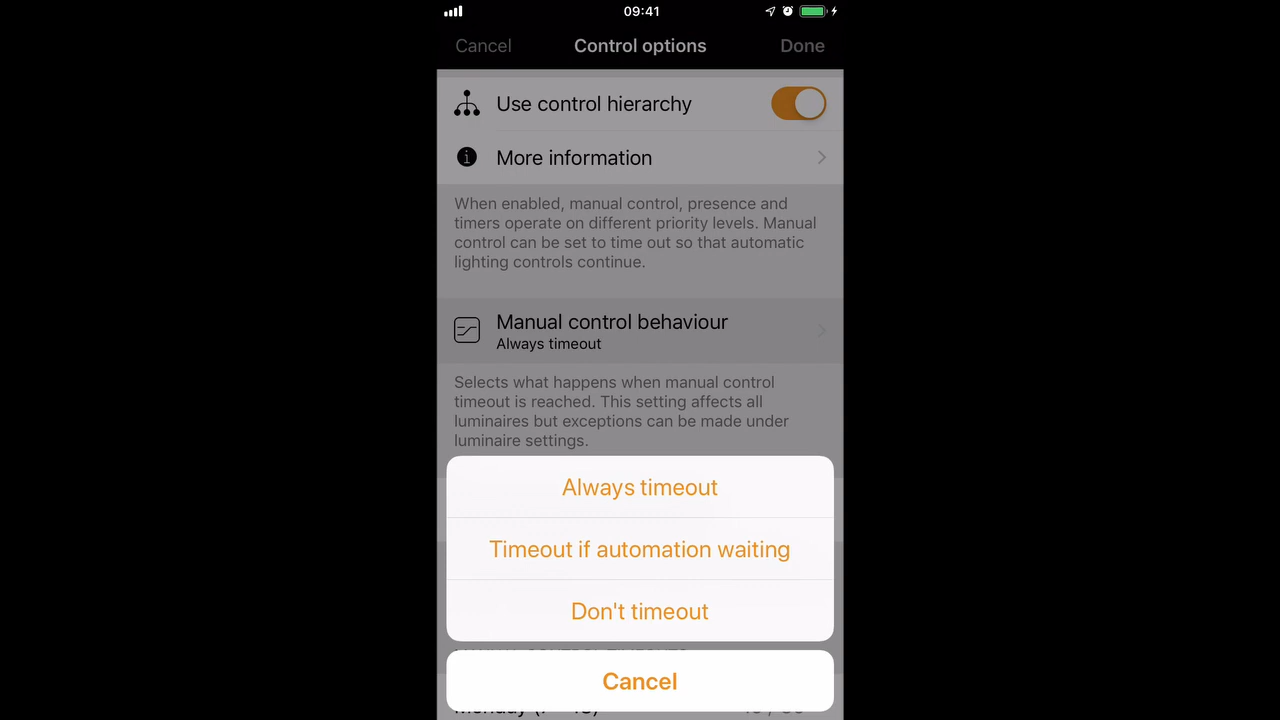 09:41
Cancel Control options Done
Use control hierarchy
More information
When enabled, manual control, presence and
timers operate on different priority levels. Manual
control can be set to time out so that automatic
lighting controls continue.
Manual control behaviour
Always timeout
Selects what happens when manual control
timeout is reached. This setting affects all
luminaires but exceptions can be made under
luminaire settings.
Always timeout
Timeout if automation waiting
Don't timeout
Cancel